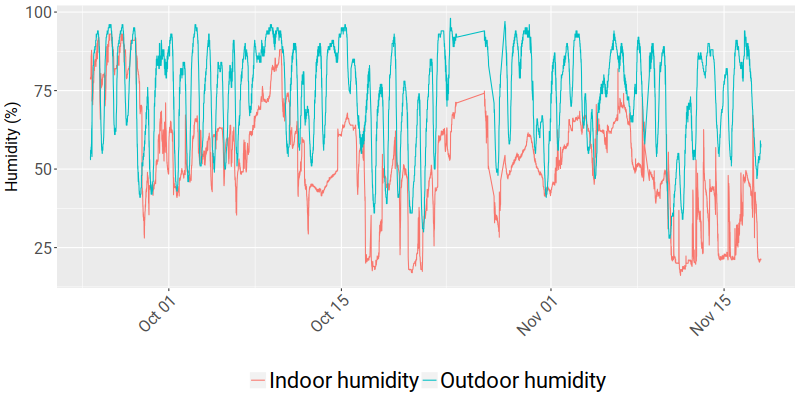 100
75
50
25
Humidity (%)
Oct 01
Oct 15
Nov 01
Nov 15
Indoor humidity
Outdoor humidity